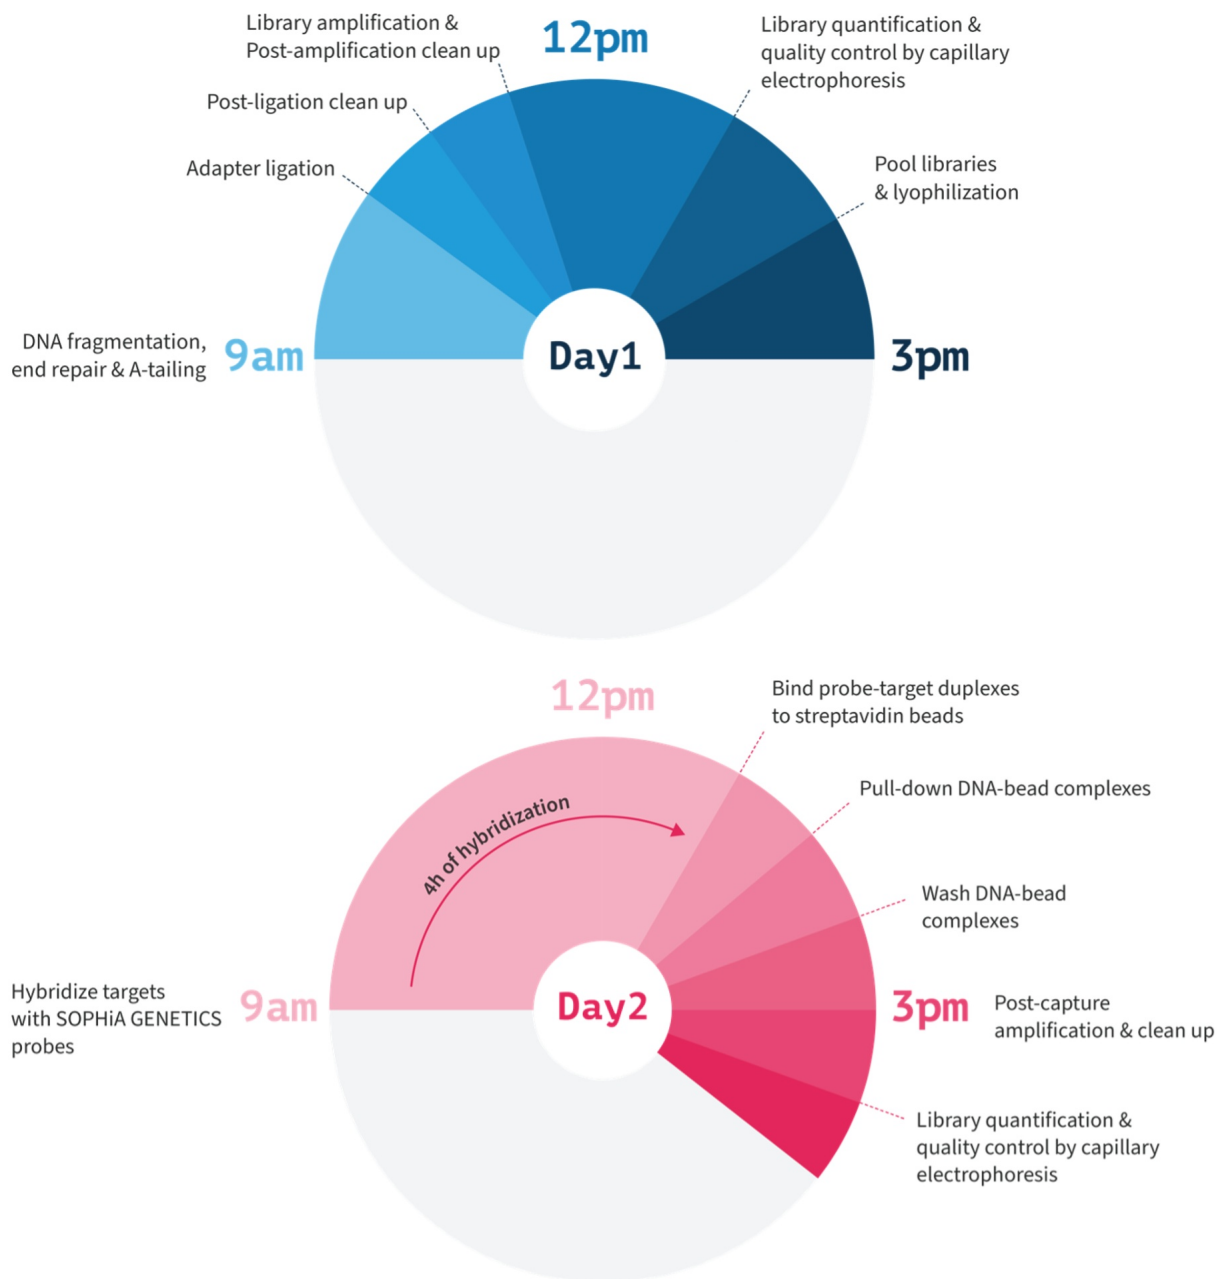 Library amplification &
Post-amplification clean up
12pm
Library quantification &
quality control by capillary
electrophoresis
Post-ligation clean up
Adapter ligation
Pool libraries
& lyophilization
DNA fragmentation,
end repair & A-tailing
9am
Day1
3pm
12pm
Bind probe-target duplexes
to streptavidin beads
Pull-down DNA-bead complexes
4h of hybridization
Wash DNA-bead
complexes
Hybridize targets
with SOPHiA GENETICS
probes
9am
Day2
3pm
Post-capture
amplification & clean up
Library quantification &
quality control by capillary
electrophoresis